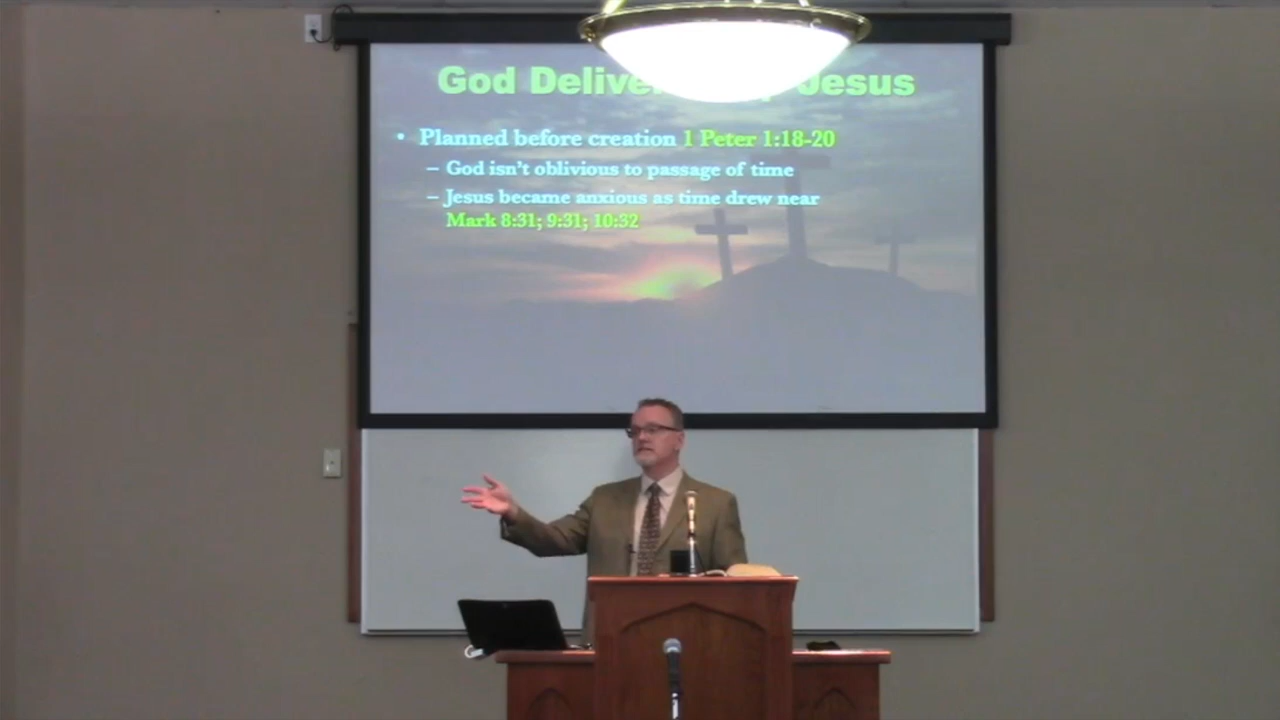 God Jesus
• Planned before creation 1 Peter 1:18-20
– God isn't oblivious to passage of time
– Jesus became anxious as time drew near
Mark 8:31; 9:31; 10:32